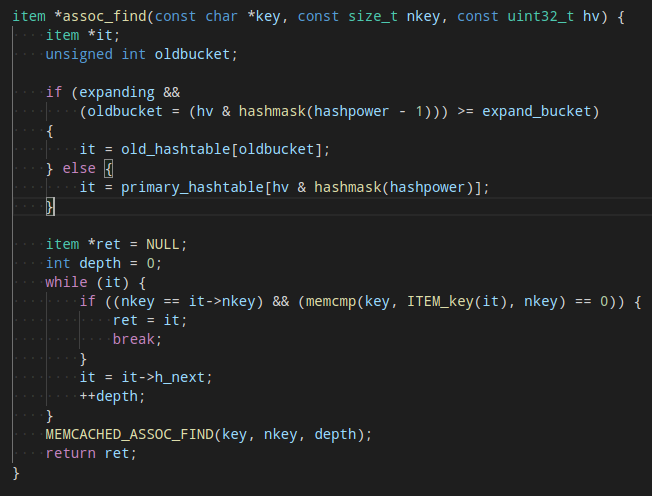 item *assoc_find(const char *key, const size_t nkey, const uint32_t hv) {
    item *it;
    unsigned int oldbucket;

    if (expanding &&
        (oldbucket = (hv & hashmask(hashpower - 1))) >= expand_bucket)
    {
        it = old_hashtable[oldbucket];
    } else {
        it = primary_hashtable[hv & hashmask(hashpower)];
    }

    item *ret = NULL;
    int depth = 0;
    while (it) {
        if ((nkey == it->nkey) && (memcmp(key, ITEM_key(it), nkey) == 0)) {
            ret = it;
            break;
        }
        it = it->h_next;
        ++depth;
    }
    MEMCACHED_ASSOC_FIND(key, nkey, depth);
    return ret;
}